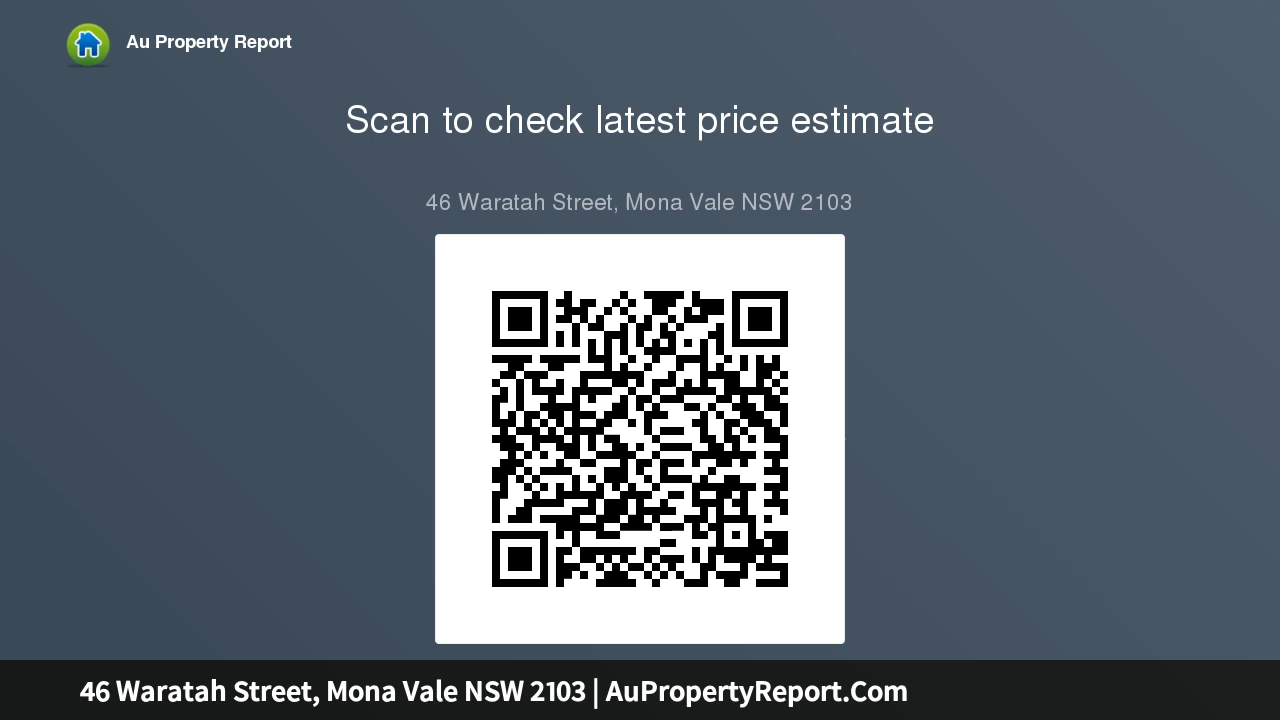 Au Property Report
Scan to check latest price estimate
46 Waratah Street, Mona Vale NSW 2103
46 Waratah Street, Mona Vale NSW 2103 | AuPropertyReport.Com